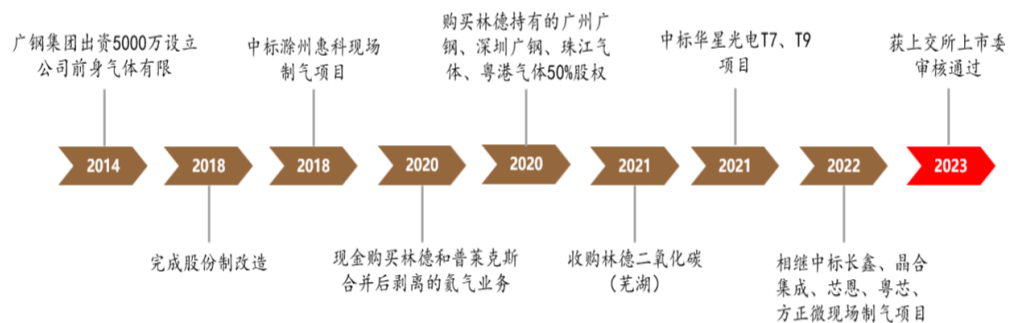 广钢集团出资5000万设立
公司前身气体有限
2014
2018
完成股份制改造
中标滁州惠科现场
制气项目
2018
2020
现金购买林德和普莱克斯
合并后剥离的氦气业务
购买林德持有的广州广
钢、深圳广钢、珠江气
体、粤港气体50%股权
2020
2021
收购林德二氧化碳
（芜湖）
中标华星光电T7、T9
项目
2021
2022
相继中标长鑫、晶合
集成、芯恩、粤芯、
方正微现场制气项目
获上交所上市委
审核通过
2023